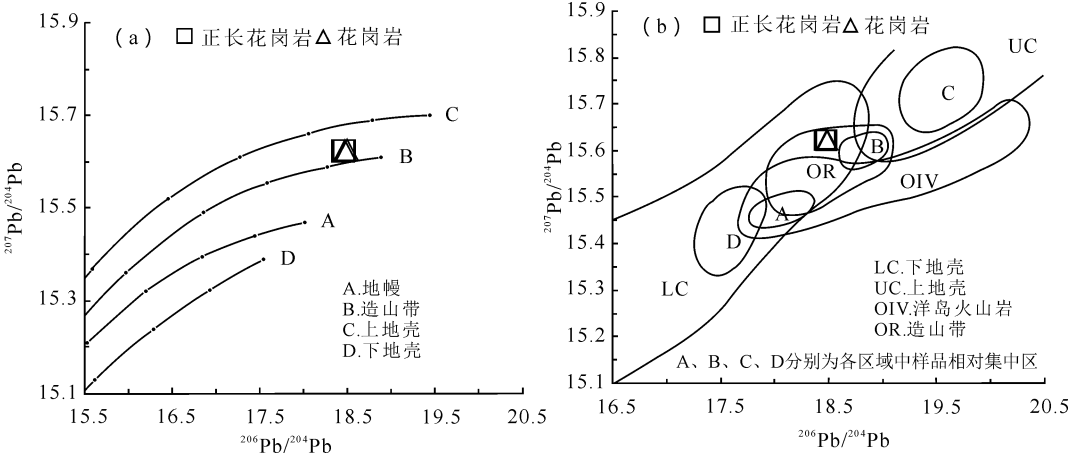 (a) □ 正长花岗岩 △ 花岗岩
15.9
15.7
15.5
15.3
15.1
²⁰⁷Pb/²⁰⁴Pb
C
B
A
D
A.地幔
B.造山带
C.上地壳
D.下地壳
15.5 16.5 17.5 18.5 19.5 20.5
²⁰⁶Pb/²⁰⁴Pb
(b) □ 正长花岗岩 △ 花岗岩
15.9
15.8
15.7
15.6
15.5
15.4
15.3
15.2
15.1
²⁰⁷Pb/²⁰⁴Pb
UC
C
B
OR
OIV
A
D
LC
LC.下地壳
UC.上地壳
OIV.洋岛火山岩
OR.造山带
A、B、C、D分别为各区域中样品相对集中区
16.5 17.5 18.5 19.5 20.5
²⁰⁶Pb/²⁰⁴Pb